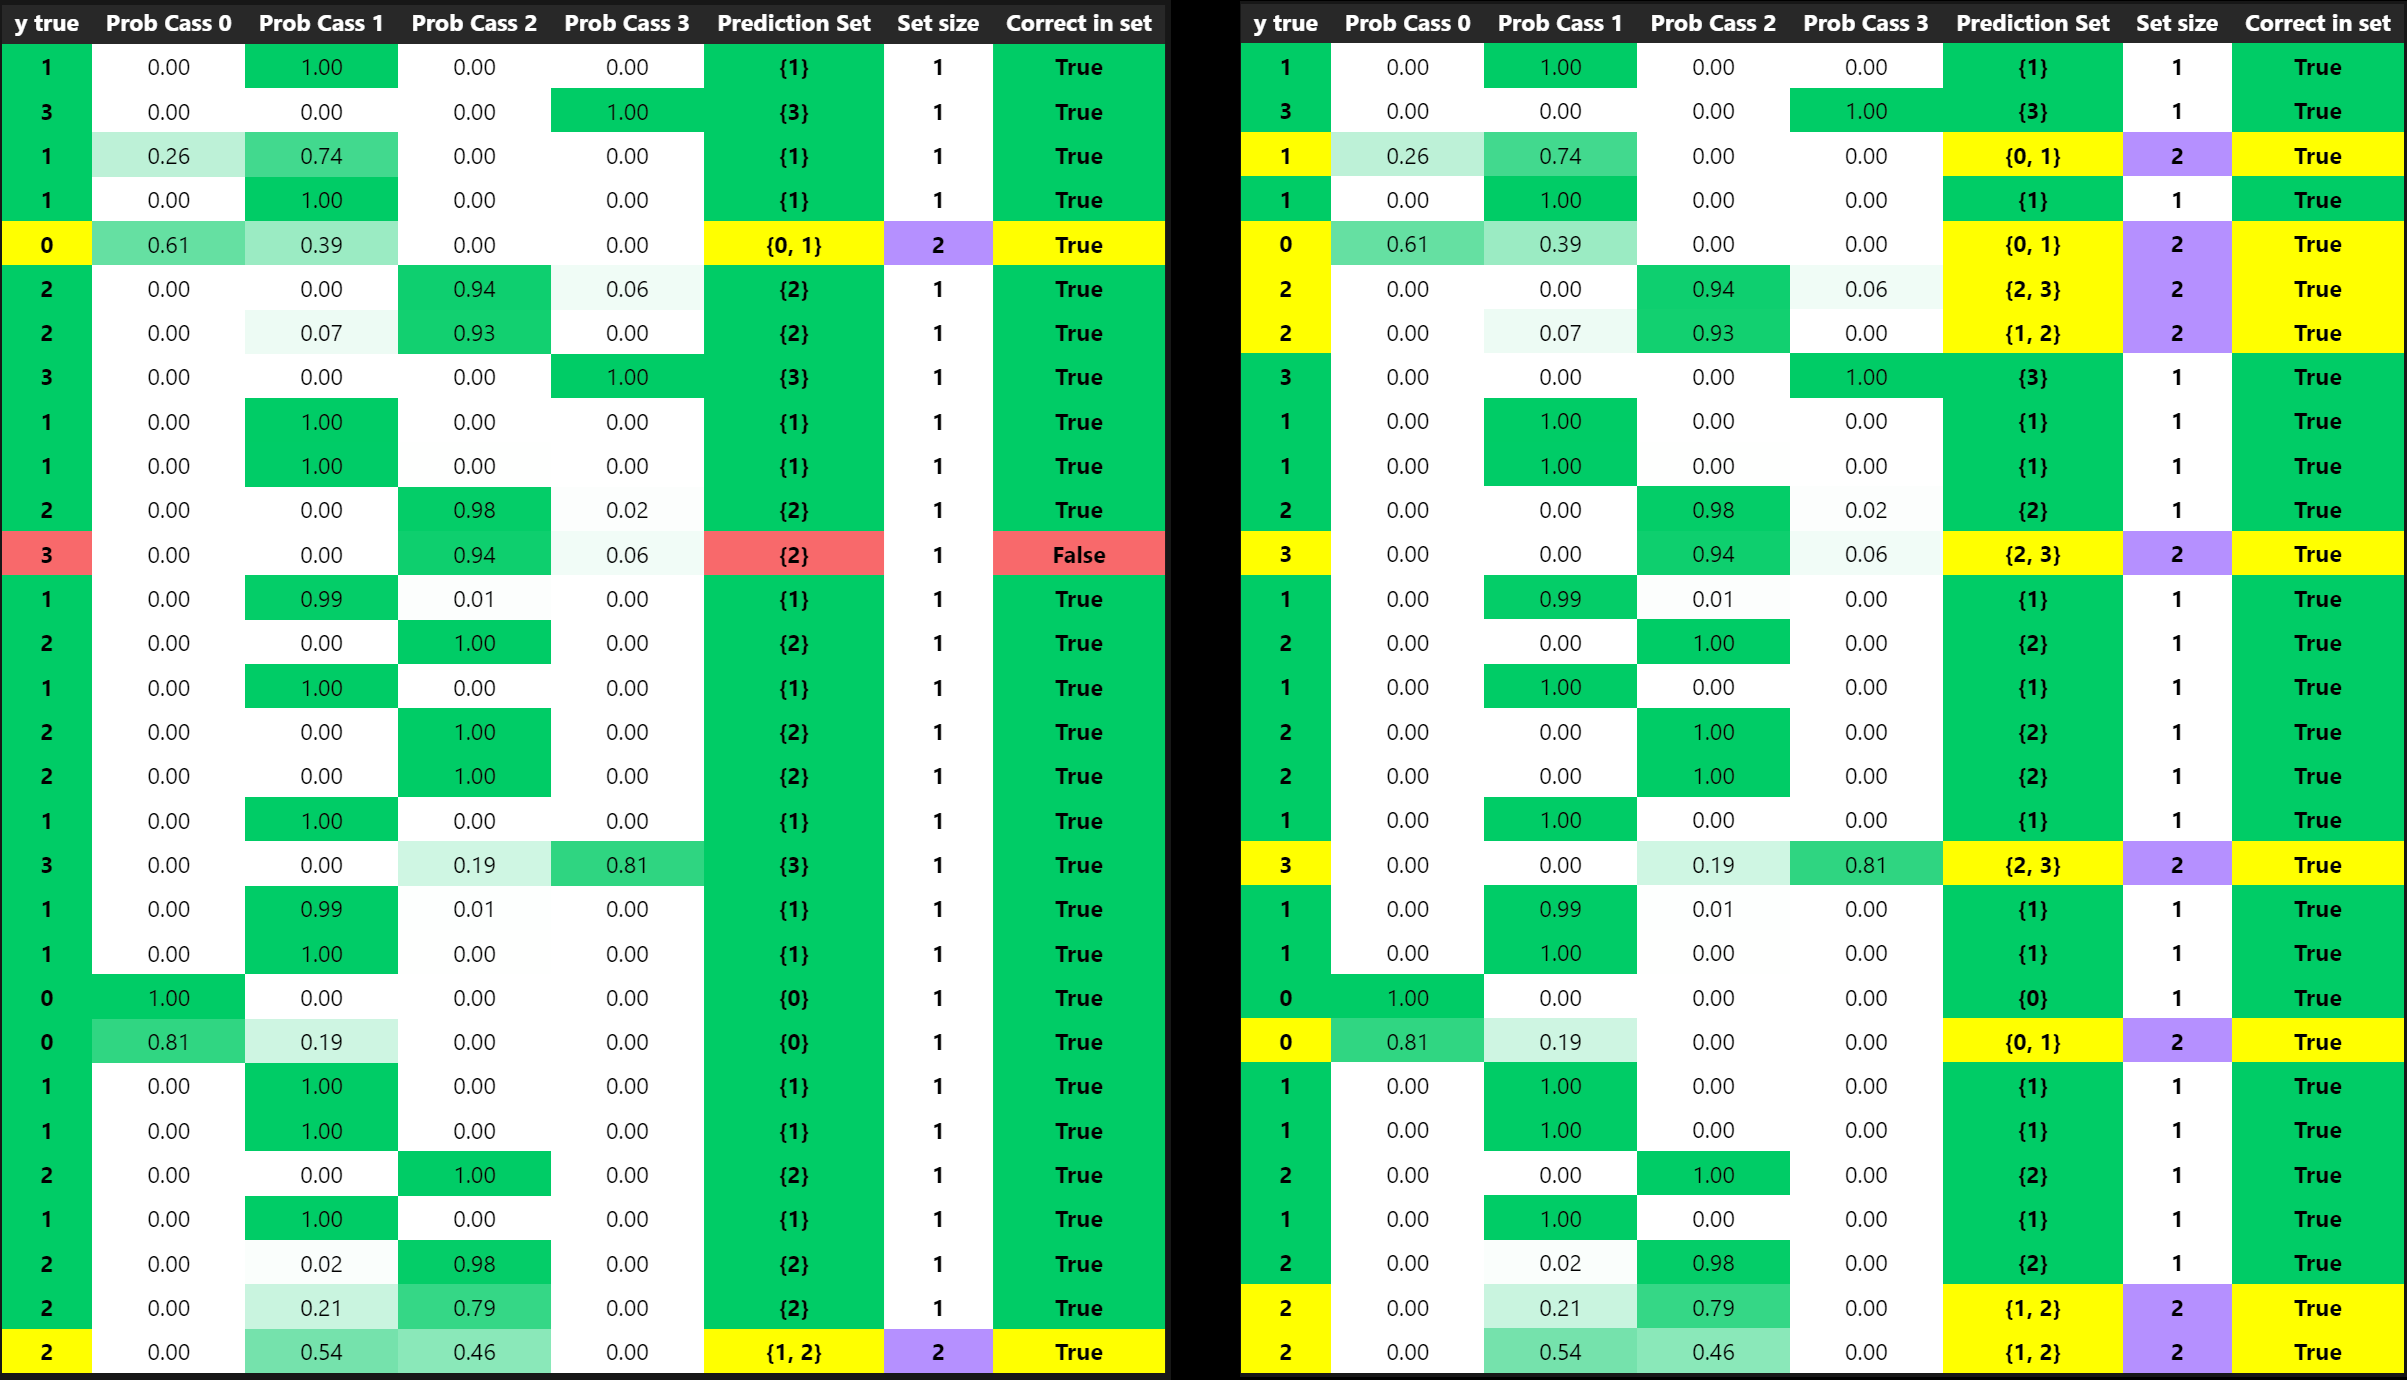 y true Prob Cass 0 Prob Cass 1 Prob Cass 2 Prob Cass 3 Prediction Set Set size Correct in set
1 0.00 1.00 0.00 0.00 {1} 1 True
3 0.00 0.00 0.00 1.00 {3} 1 True
1 0.26 0.74 0.00 0.00 {1} 1 True
1 0.00 1.00 0.00 0.00 {1} 1 True
0 0.61 0.39 0.00 0.00 {0, 1} 2 True
2 0.00 0.00 0.94 0.06 {2} 1 True
2 0.00 0.07 0.93 0.00 {2} 1 True
3 0.00 0.00 0.00 1.00 {3} 1 True
1 0.00 1.00 0.00 0.00 {1} 1 True
1 0.00 1.00 0.00 0.00 {1} 1 True
2 0.00 0.00 0.98 0.02 {2} 1 True
3 0.00 0.00 0.94 0.06 {2} 1 False
1 0.00 0.99 0.01 0.00 {1} 1 True
2 0.00 0.00 1.00 0.00 {2} 1 True
1 0.00 1.00 0.00 0.00 {1} 1 True
2 0.00 0.00 1.00 0.00 {2} 1 True
2 0.00 0.00 1.00 0.00 {2} 1 True
1 0.00 1.00 0.00 0.00 {1} 1 True
3 0.00 0.00 0.19 0.81 {3} 1 True
1 0.00 0.99 0.01 0.00 {1} 1 True
1 0.00 1.00 0.00 0.00 {1} 1 True
0 1.00 0.00 0.00 0.00 {0} 1 True
0 0.81 0.19 0.00 0.00 {0} 1 True
1 0.00 1.00 0.00 0.00 {1} 1 True
1 0.00 1.00 0.00 0.00 {1} 1 True
2 0.00 0.00 1.00 0.00 {2} 1 True
1 0.00 1.00 0.00 0.00 {1} 1 True
2 0.00 0.02 0.98 0.00 {2} 1 True
2 0.00 0.21 0.79 0.00 {2} 1 True
2 0.00 0.54 0.46 0.00 {1, 2} 2 True
y true Prob Cass 0 Prob Cass 1 Prob Cass 2 Prob Cass 3 Prediction Set Set size Correct in set
1 0.00 1.00 0.00 0.00 {1} 1 True
3 0.00 0.00 0.00 1.00 {3} 1 True
1 0.26 0.74 0.00 0.00 {0, 1} 2 True
1 0.00 1.00 0.00 0.00 {1} 1 True
0 0.61 0.39 0.00 0.00 {0, 1} 2 True
2 0.00 0.00 0.94 0.06 {2, 3} 2 True
2 0.00 0.07 0.93 0.00 {1, 2} 2 True
3 0.00 0.00 0.00 1.00 {3} 1 True
1 0.00 1.00 0.00 0.00 {1} 1 True
1 0.00 1.00 0.00 0.00 {1} 1 True
2 0.00 0.00 0.98 0.02 {2} 1 True
3 0.00 0.00 0.94 0.06 {2, 3} 2 True
1 0.00 0.99 0.01 0.00 {1} 1 True
2 0.00 0.00 1.00 0.00 {2} 1 True
1 0.00 1.00 0.00 0.00 {1} 1 True
2 0.00 0.00 1.00 0.00 {2} 1 True
2 0.00 0.00 1.00 0.00 {2} 1 True
1 0.00 1.00 0.00 0.00 {1} 1 True
3 0.00 0.00 0.19 0.81 {2, 3} 2 True
1 0.00 0.99 0.01 0.00 {1} 1 True
1 0.00 1.00 0.00 0.00 {1} 1 True
0 1.00 0.00 0.00 0.00 {0} 1 True
0 0.81 0.19 0.00 0.00 {0, 1} 2 True
1 0.00 1.00 0.00 0.00 {1} 1 True
1 0.00 1.00 0.00 0.00 {1} 1 True
2 0.00 0.00 1.00 0.00 {2} 1 True
1 0.00 1.00 0.00 0.00 {1} 1 True
2 0.00 0.02 0.98 0.00 {2} 1 True
2 0.00 0.21 0.79 0.00 {1, 2} 2 True
2 0.00 0.54 0.46 0.00 {1, 2} 2 True